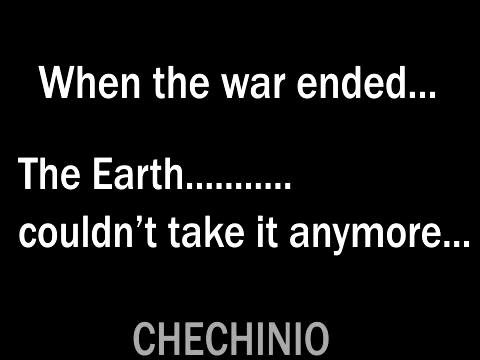 When the war ended...
The Earth...........
couldn't take it anymore...
CHECHINIO